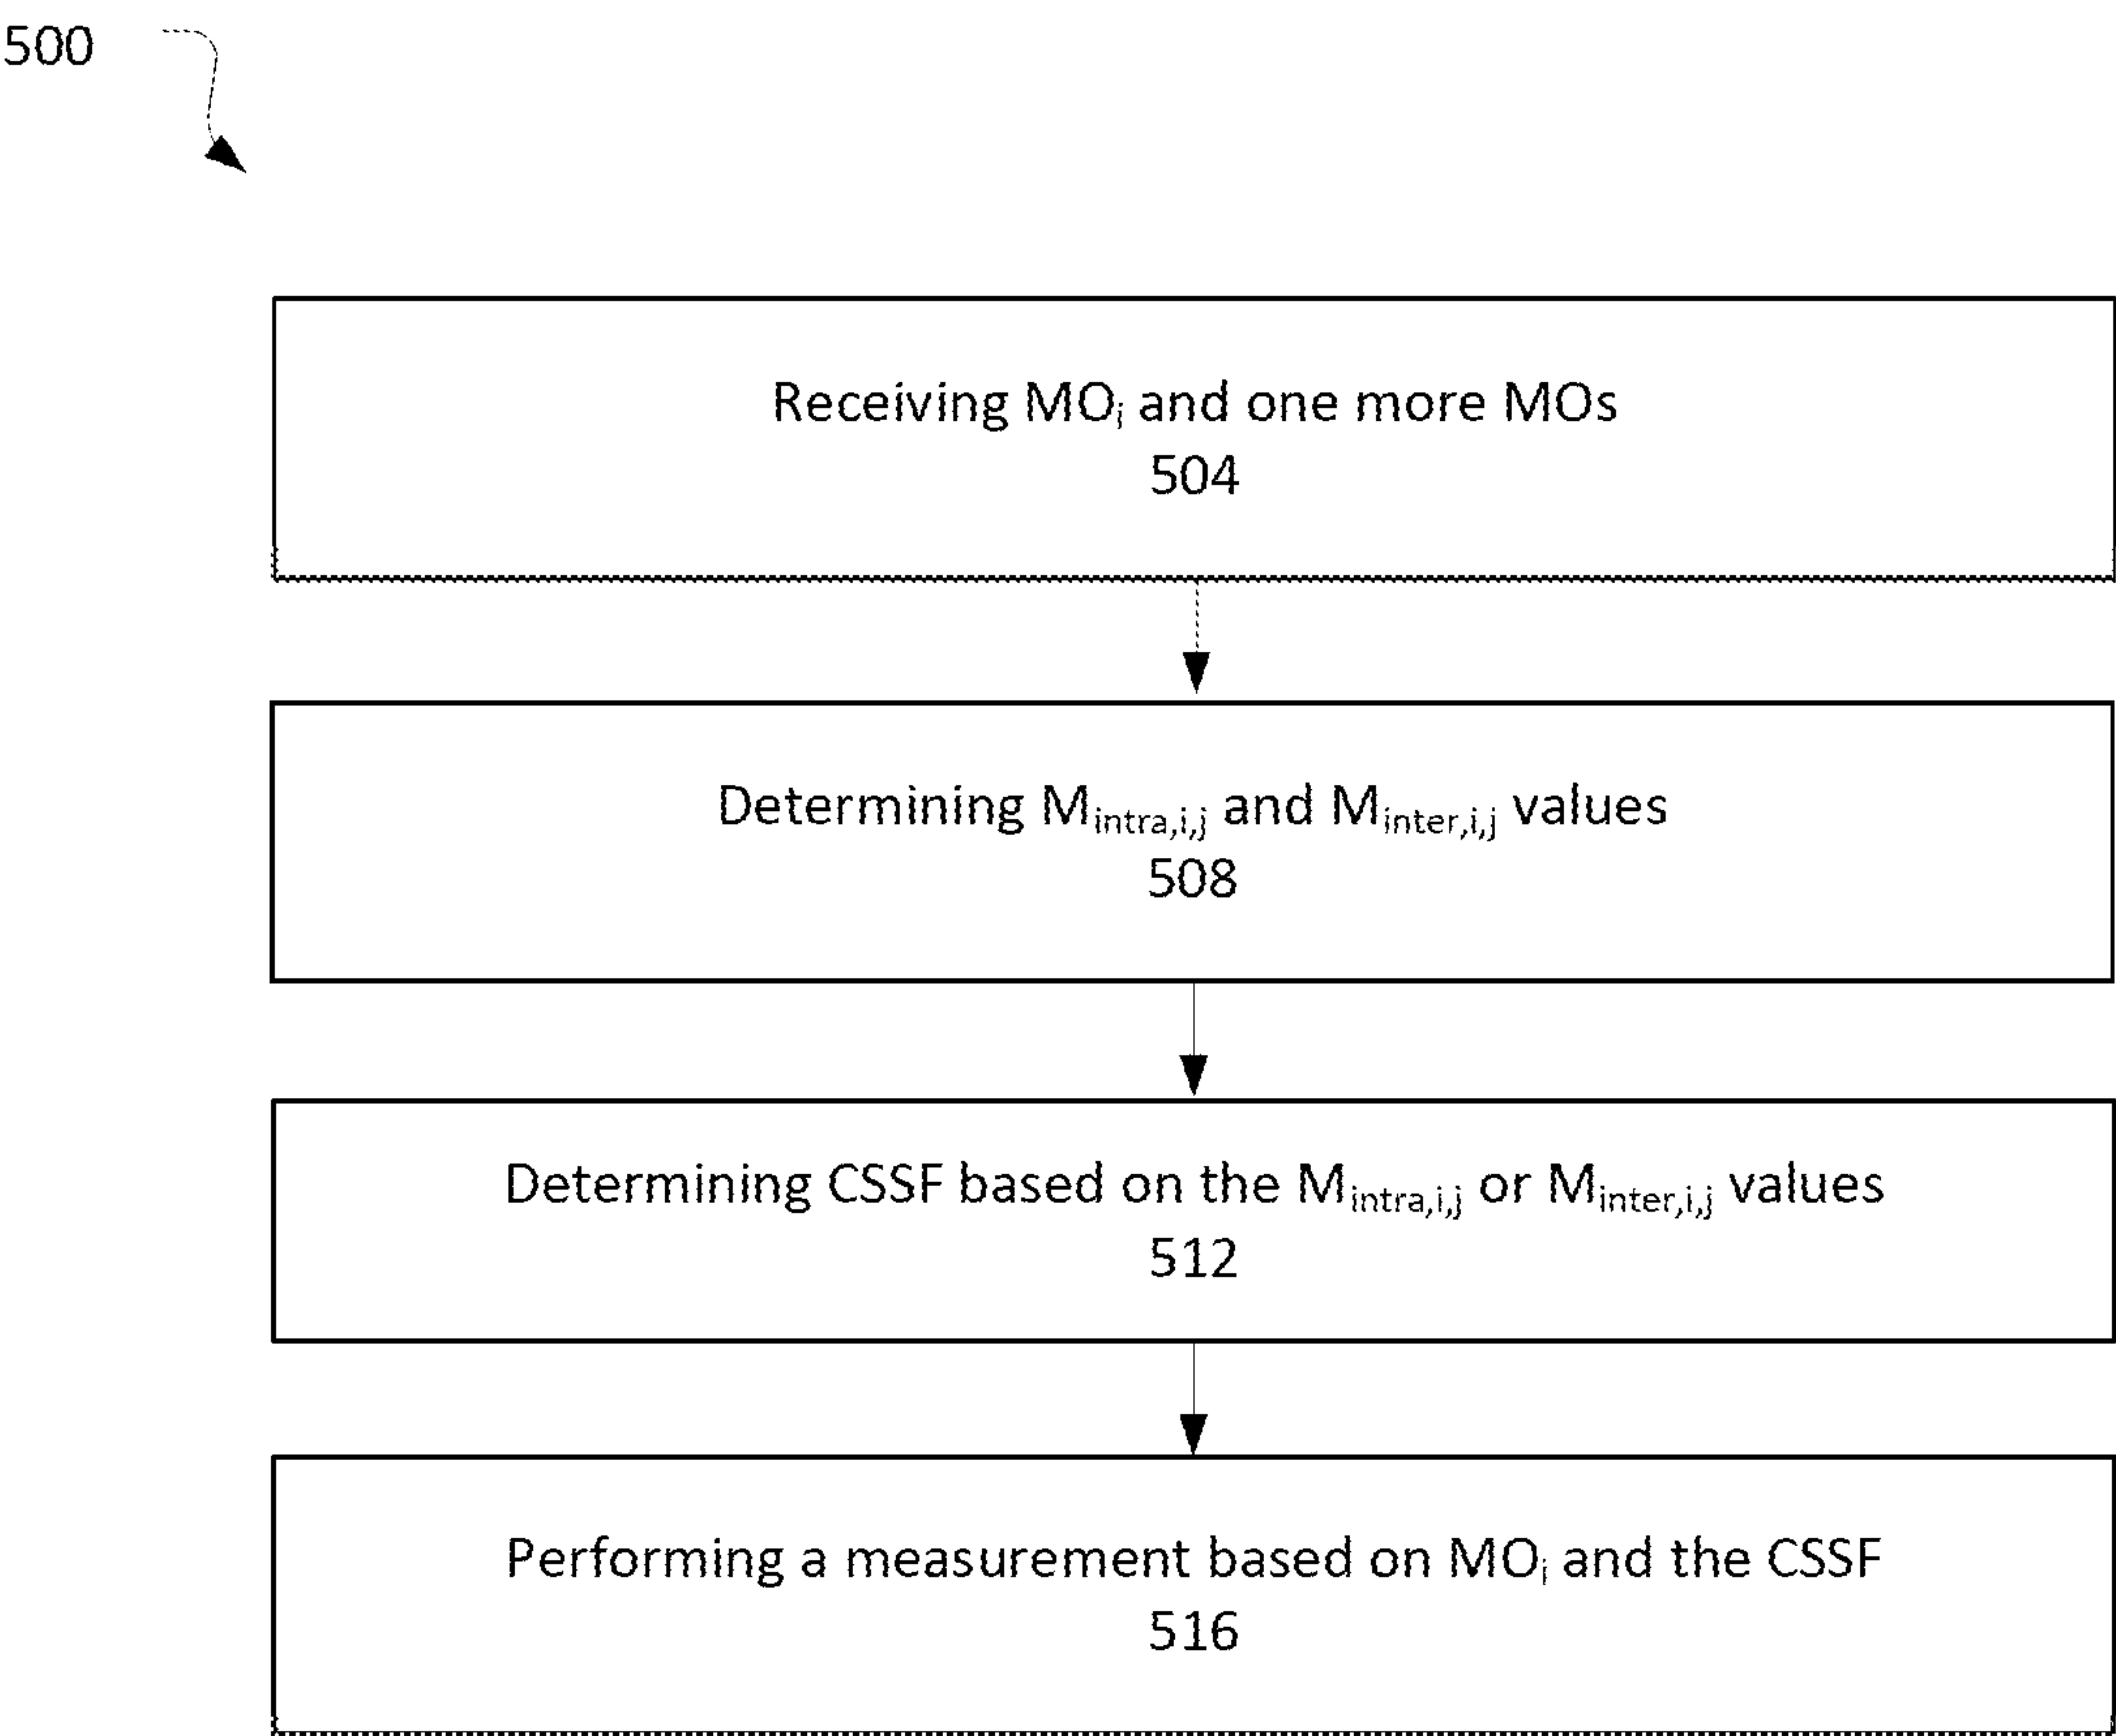 500
Receiving MOᵢ and one more MOs
504
Determining Mintra,i,j and Minter,i,j values
508
Determining CSSF based on the Mintra,i,j or Minter,i,j values
512
Performing a measurement based on MOᵢ and the CSSF
516